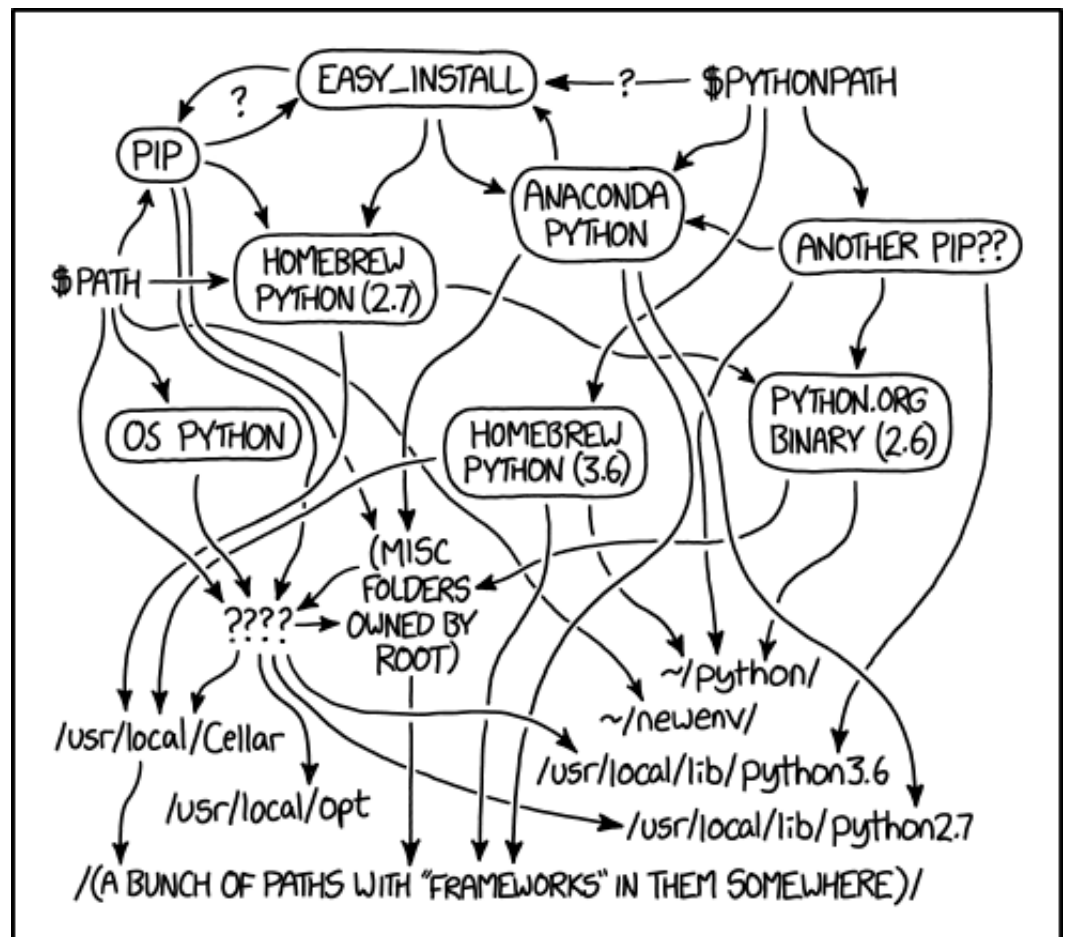 EASY_INSTALL
?
$PYTHONPATH
?
PIP
ANACONDA
PYTHON
ANOTHER PIP??
$PATH
HOMEBREW
PYTHON (2.7)
PYTHON.ORG
BINARY (2.6)
OS PYTHON
HOMEBREW
PYTHON (3.6)
(MISC
FOLDERS
OWNED BY
ROOT)
????
~/python/
~/newenv/
/usr/local/Cellar
/usr/local/lib/python3.6
/usr/local/opt
/usr/local/lib/python2.7
/(A BUNCH OF PATHS WITH "FRAMEWORKS" IN THEM SOMEWHERE)/